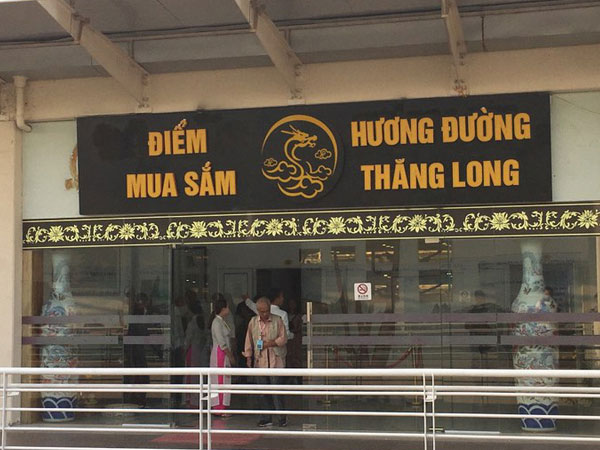 ĐIỂM
MUA SẮM
HƯƠNG ĐƯỜNG
THĂNG LONG